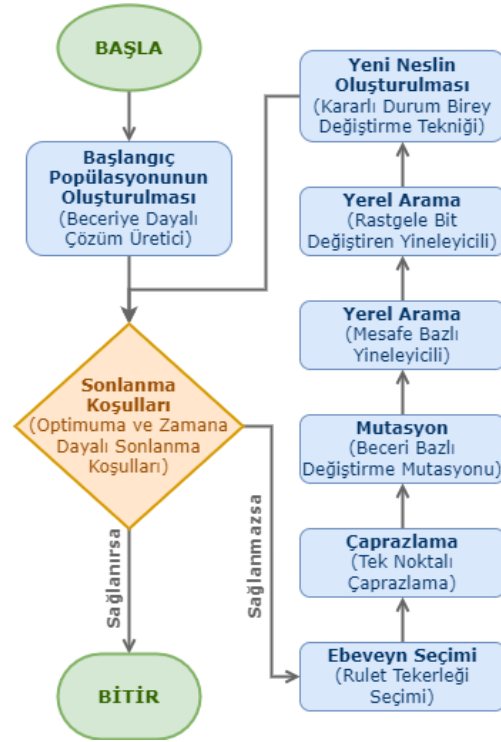 BAŞLA
Başlangıç
Popülasyonunun
Oluşturulması
(Beceriye Dayalı
Çözüm Üretici)
Sonlanma
Koşulları
(Optimuma ve Zamana
Dayalı Sonlanma
Koşulları)
Sağlanırsa
BİTİR
Sağlanmazsa
Ebeveyn Seçimi
(Rulet Tekerleği
Seçimi)
Çaprazlama
(Tek Noktalı
Çaprazlama)
Mutasyon
(Beceri Bazlı
Değiştirme Mutasyonu)
Yerel Arama
(Mesafe Bazlı
Yineleyicili)
Yerel Arama
(Rastgele Bit
Değiştiren Yineleyicili)
Yeni Neslin
Oluşturulması
(Kararlı Durum Birey
Değiştirme Tekniği)